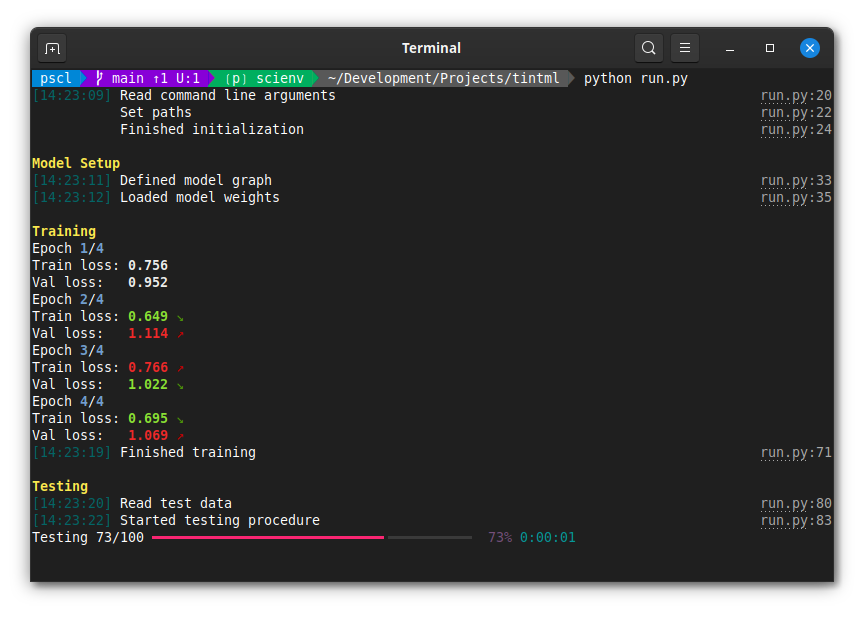 Terminal
pscl main ↑1 U:1 (p) scienv ~/Development/Projects/tintml python run.py
[14:23:09] Read command line arguments run.py:20
Set paths run.py:22
Finished initialization run.py:24
Model Setup
[14:23:11] Defined model graph run.py:33
[14:23:12] Loaded model weights run.py:35
Training
Epoch 1/4
Train loss: 0.756
Val loss: 0.952
Epoch 2/4
Train loss: 0.649 ↘
Val loss: 1.114 ↗
Epoch 3/4
Train loss: 0.766 ↗
Val loss: 1.022 ↘
Epoch 4/4
Train loss: 0.695 ↘
Val loss: 1.069 ↗
[14:23:19] Finished training run.py:71
Testing
[14:23:20] Read test data run.py:80
[14:23:22] Started testing procedure run.py:83
Testing 73/100 73% 0:00:01